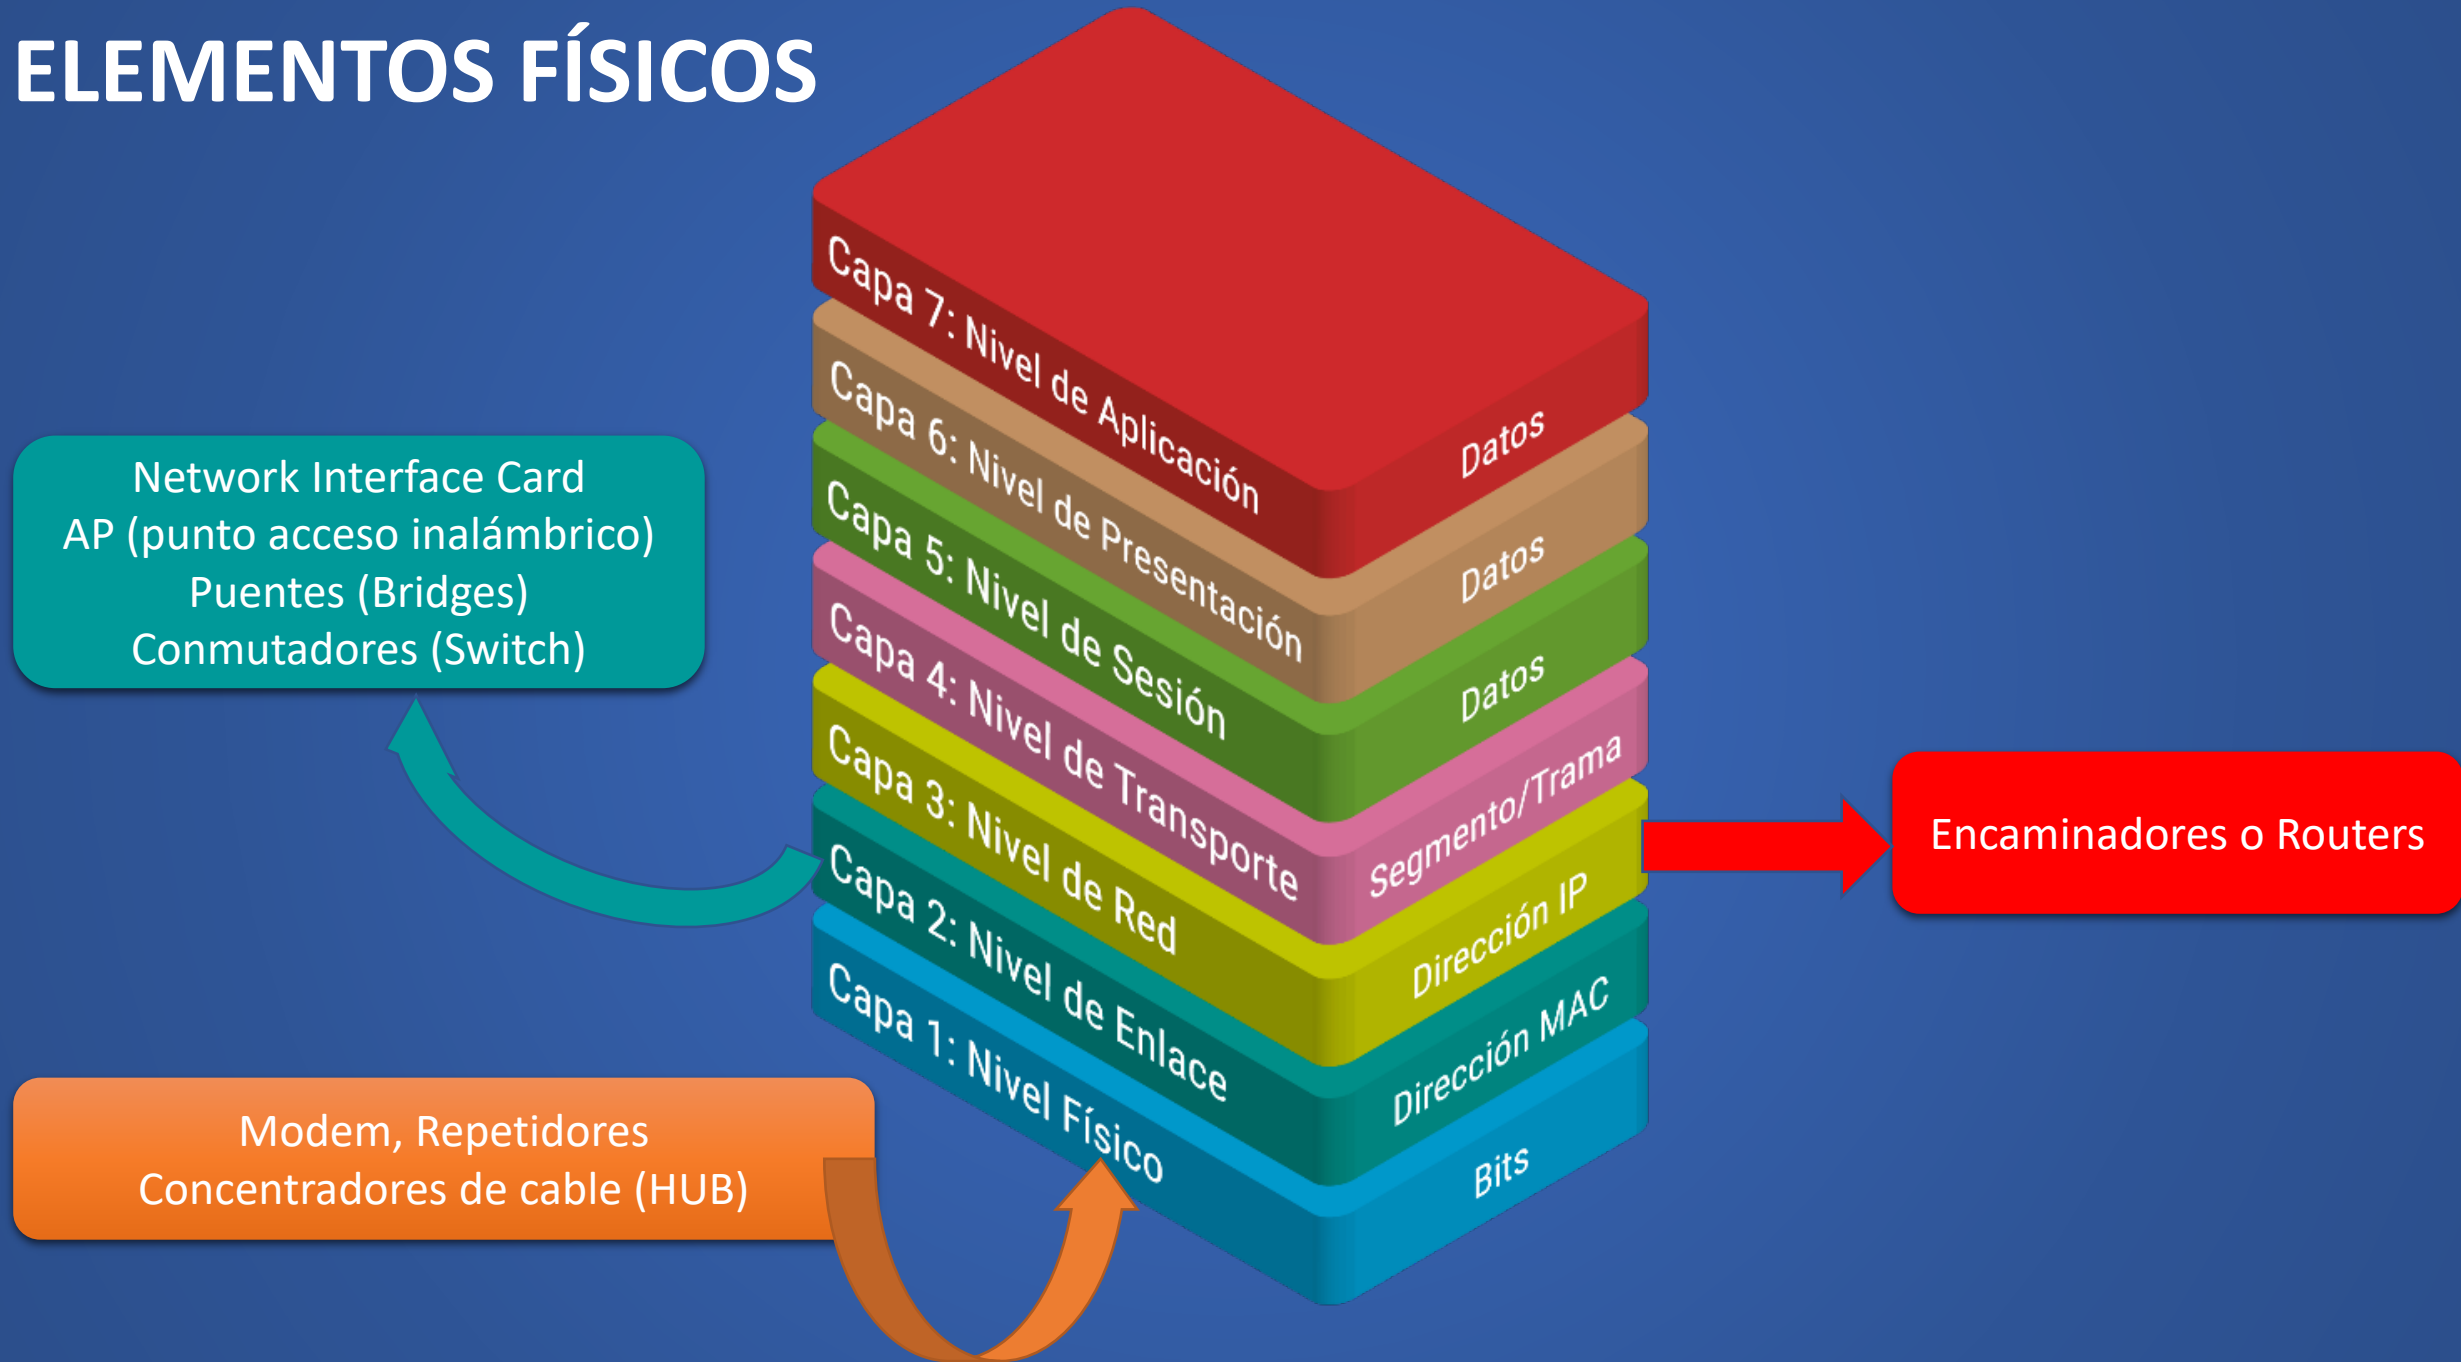 ELEMENTOS FÍSICOS
Capa 7: Nivel de Aplicación
Datos
Capa 6: Nivel de Presentación
Datos
Capa 5: Nivel de Sesión
Datos
Capa 4: Nivel de Transporte
Segmento/Trama
Capa 3: Nivel de Red
Dirección IP
Capa 2: Nivel de Enlace
Dirección MAC
Capa 1: Nivel Físico
Bits
Network Interface Card
AP (punto acceso inalámbrico)
Puentes (Bridges)
Conmutadores (Switch)
Encaminadores o Routers
Modem, Repetidores
Concentradores de cable (HUB)